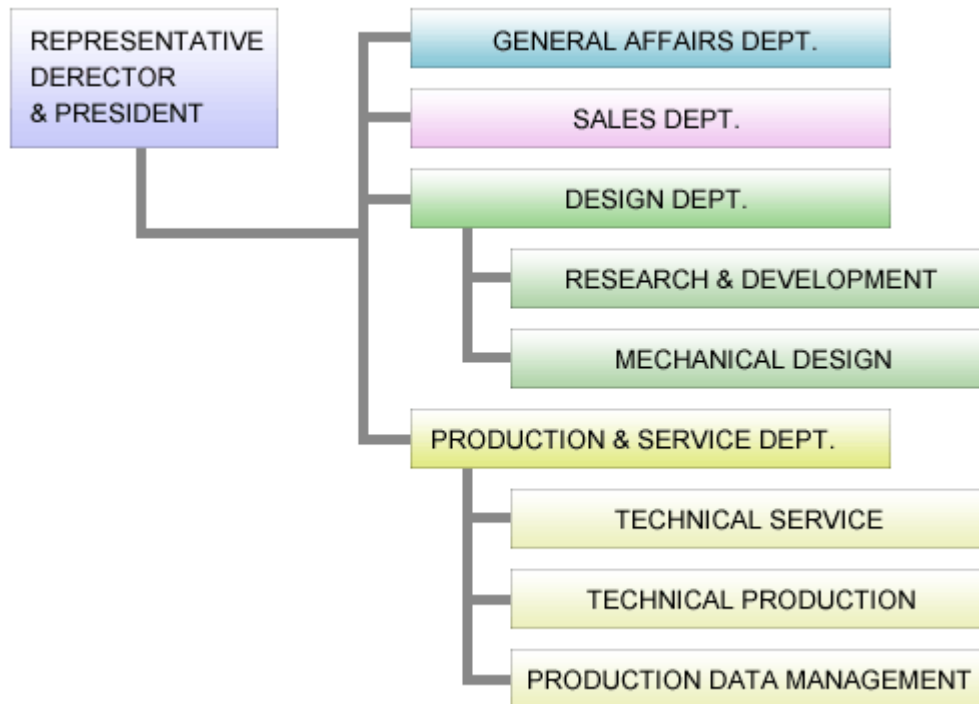 REPRESENTATIVE
DERECTOR
& PRESIDENT
GENERAL AFFAIRS DEPT.
SALES DEPT.
DESIGN DEPT.
RESEARCH & DEVELOPMENT
MECHANICAL DESIGN
PRODUCTION & SERVICE DEPT.
TECHNICAL SERVICE
TECHNICAL PRODUCTION
PRODUCTION DATA MANAGEMENT